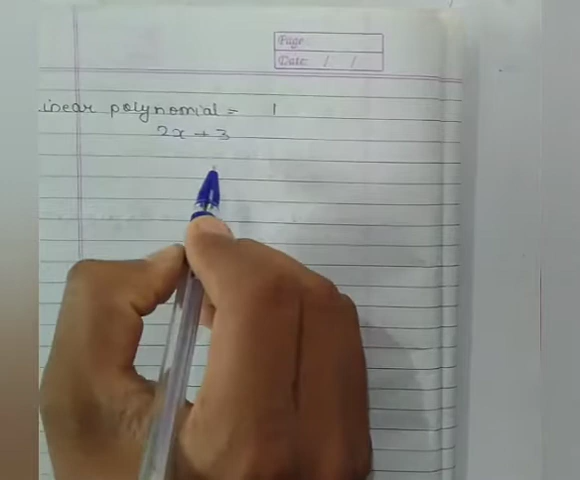 Page
Date: / /
inear polynomial = 1
2x + 3